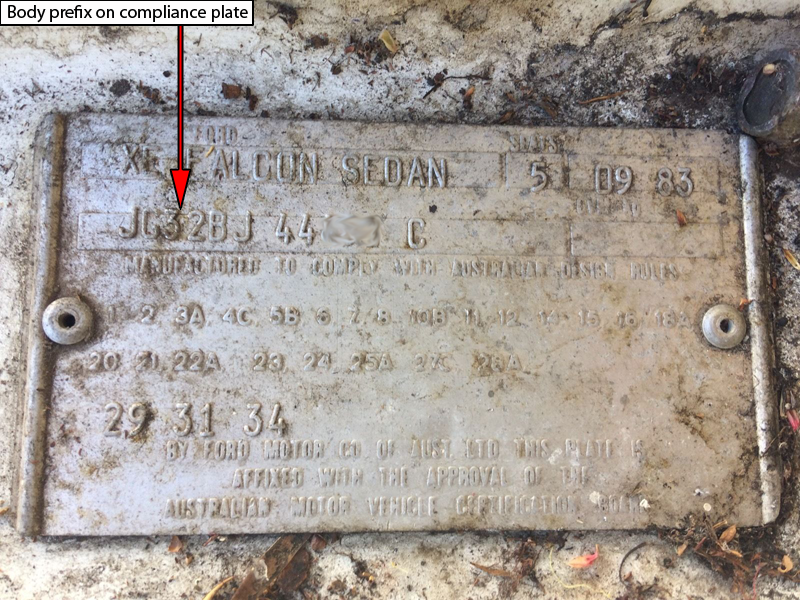 Body prefix on compliance plate
FORD SEATS
FALCON SEDAN 5 09 83
JG32BJ 44 C
MANUFACTURED TO COMPLY WITH AUSTRALIAN DESIGN RULES
1 2 3A 4C 5B 6 7 8 10B 11 12 14 15 16 18A
20 21 22A 23 24 25A 27C 28A
29 31 34
BY FORD MOTOR CO OF AUST LTD THIS PLATE IS
AFFIXED WITH THE APPROVAL OF THE
AUSTRALIAN MOTOR VEHICLE CERTIFICATION BOARD